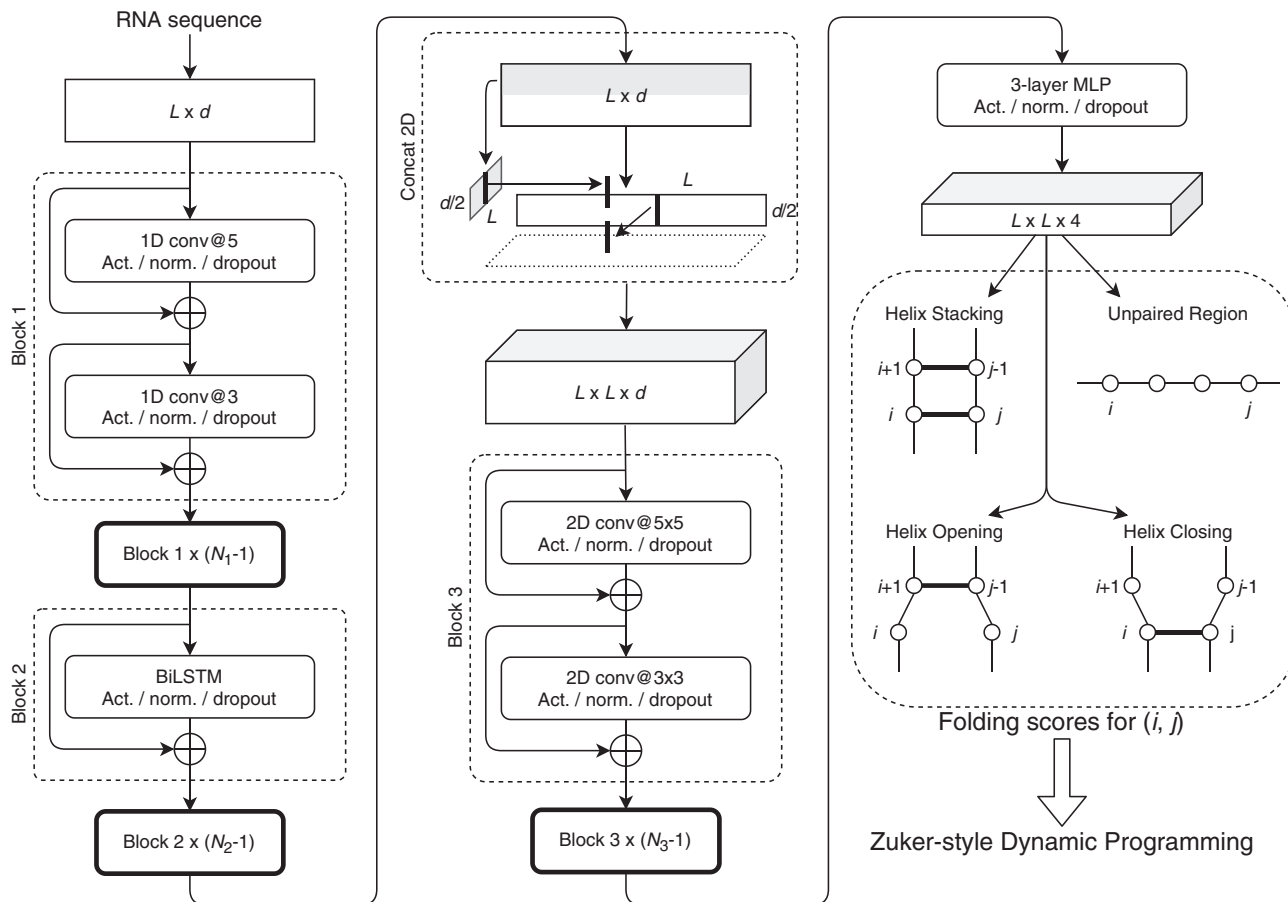 RNA sequence
L x d
Block 1
1D conv@5
Act. / norm. / dropout
1D conv@3
Act. / norm. / dropout
Block 1 x (N1-1)
Block 2
BiLSTM
Act. / norm. / dropout
Block 2 x (N2-1)
Concat 2D
L x d
d/2
L
L
d/2
L x L x d
Block 3
2D conv@5x5
Act. / norm. / dropout
2D conv@3x3
Act. / norm. / dropout
Block 3 x (N3-1)
3-layer MLP
Act. / norm. / dropout
L x L x 4
Helix Stacking
i+1
j-1
i
j
Unpaired Region
i
j
Helix Opening
i+1
j-1
i
j
Helix Closing
i+1
j-1
i
j
Folding scores for (i, j)
Zuker-style Dynamic Programming